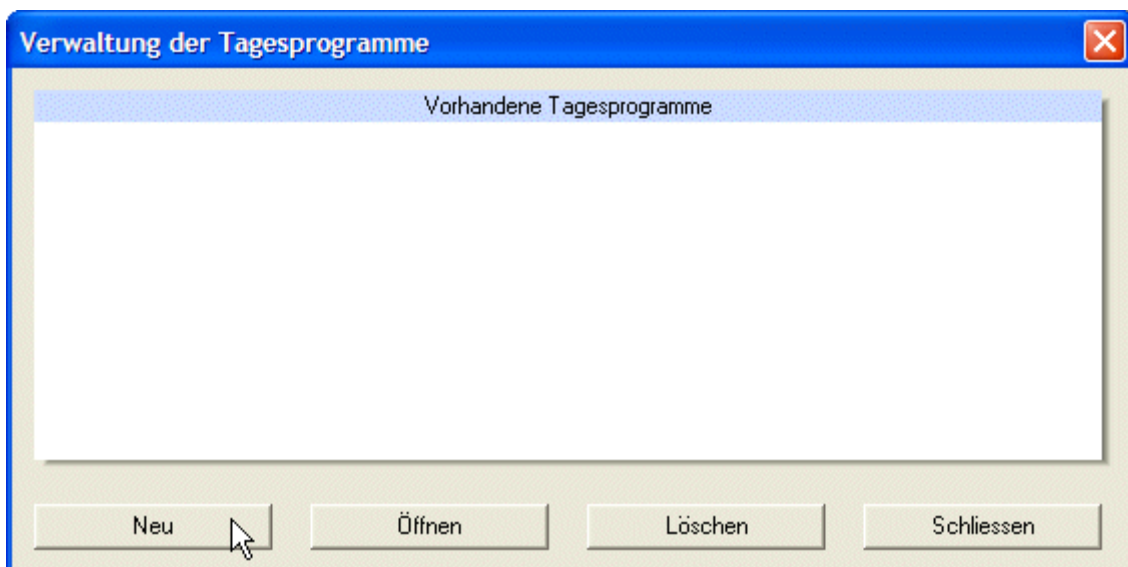 Verwaltung der Tagesprogramme
Vorhandene Tagesprogramme
Neu Öffnen Löschen Schliessen